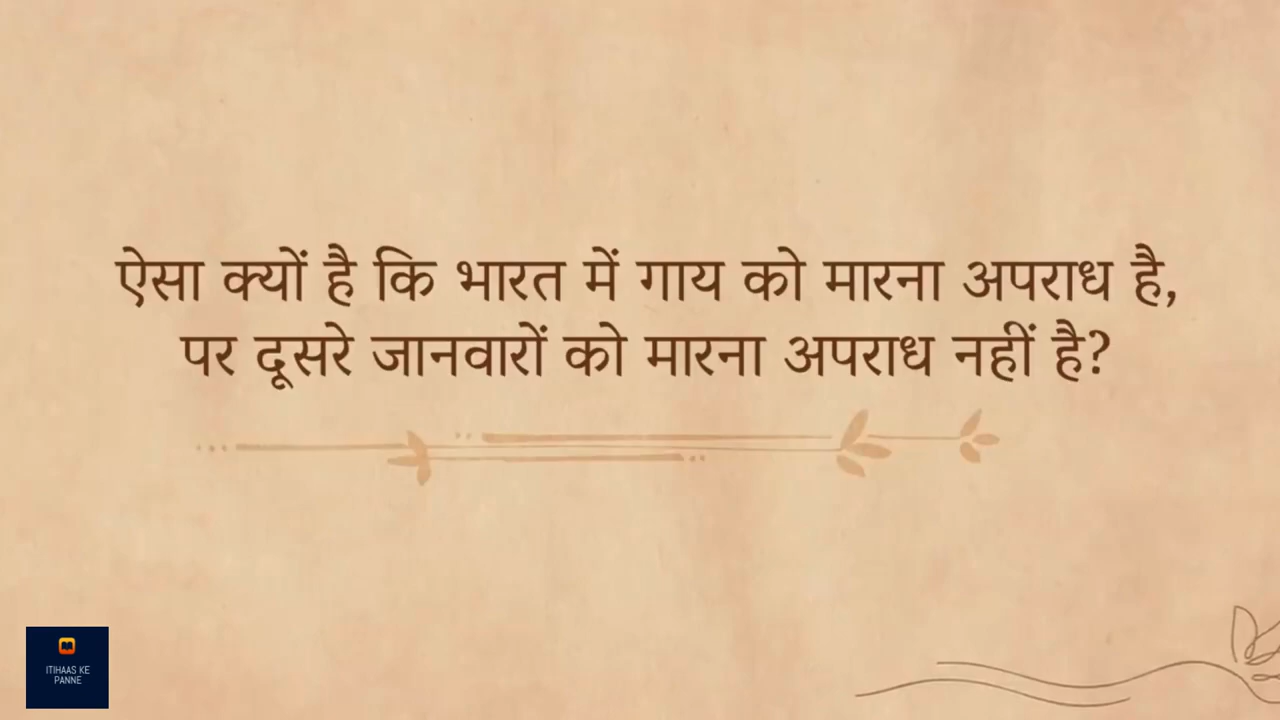 ऐसा क्यों है कि भारत में गाय को मारना अपराध है,
पर दूसरे जानवारों को मारना अपराध नहीं है?
ITIHAAS KE
PANNE